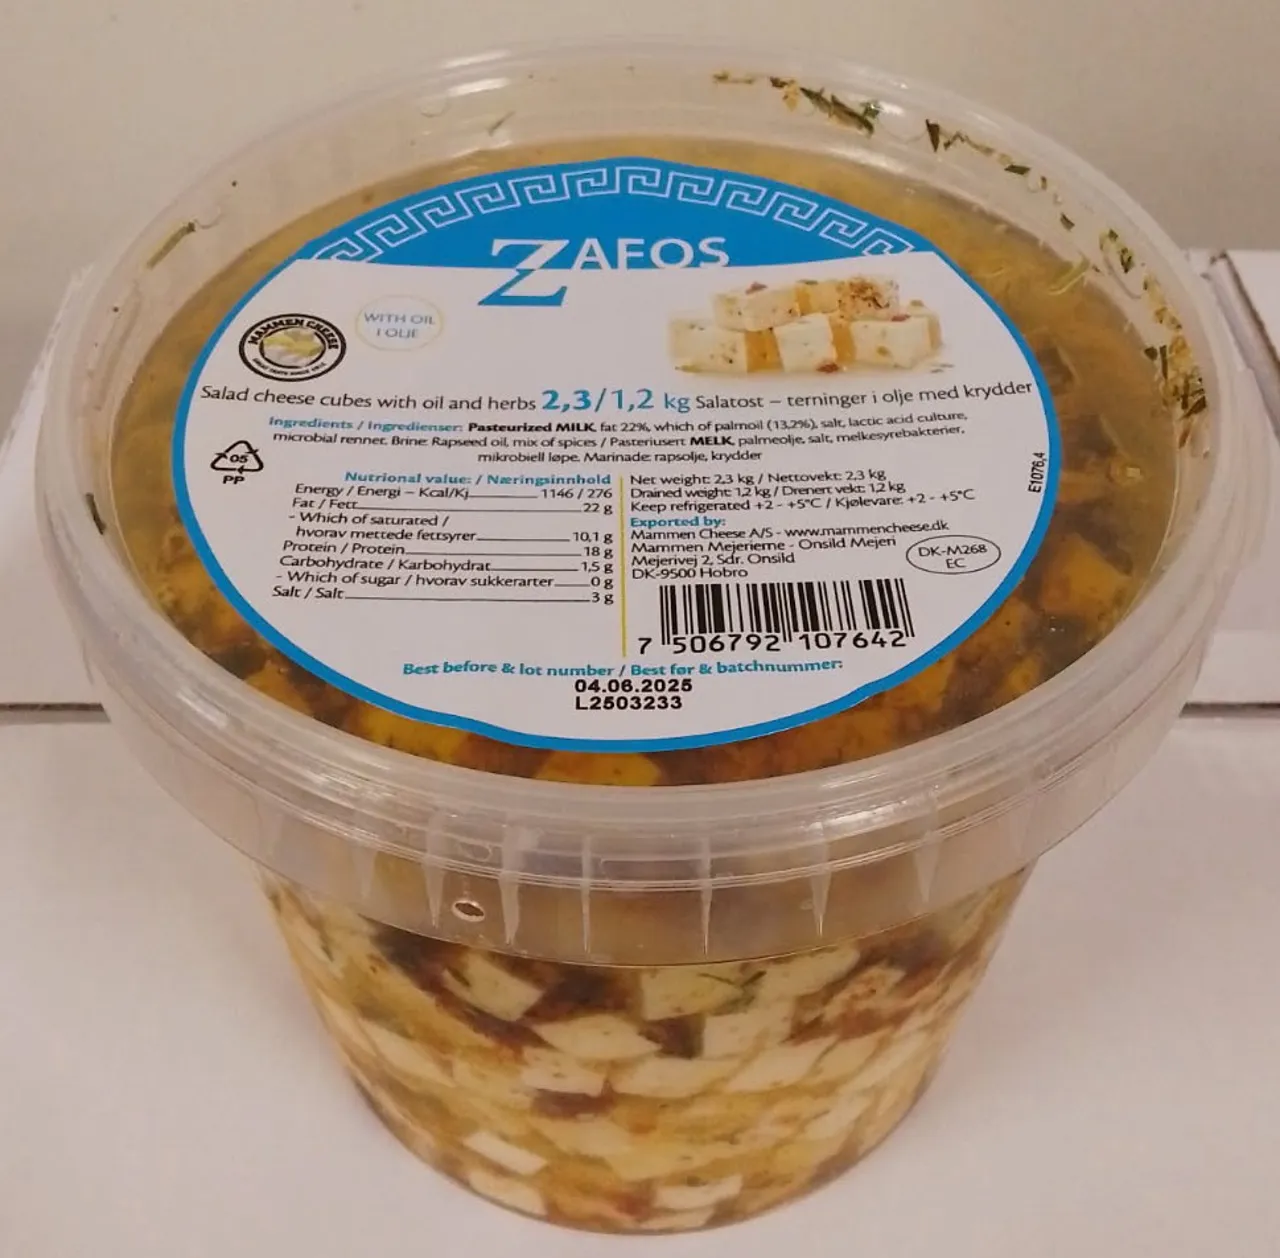 ZAFOS
MAMMEN CHEESE
WITH OIL
I OLJE
Salad cheese cubes with oil and herbs 2,3/1,2 kg Salatost – terninger i olje med krydder
Ingredients / Ingredienser: Pasteurized MILK, fat 22%, which of palmoil (13,2%), salt, lactic acid culture,
microbial rennet. Brine: Rapseed oil, mix of spices / Pasteriusert MELK, palmeolje, salt, melkesyrebakterier,
mikrobiell løpe. Marinade: rapsolje, krydder
05
PP
Nutrional value: / Næringsinnhold
Energy / Energi – Kcal/Kj 1146 / 276
Fat / Fett 22 g
- Which of saturated /
hvorav mettede fettsyrer 10,1 g
Protein / Protein 18 g
Carbohydrate / Karbohydrat 1,5 g
- Which of sugar / hvorav sukkerarter 0 g
Salt / Salt 3 g
Net weight: 2,3 kg / Nettovekt: 2,3 kg
Drained weight: 1,2 kg / Drenert vekt: 1,2 kg
Keep refrigerated +2 - +5°C / Kjølevare: +2 - +5°C
Exported by:
Mammen Cheese A/S - www.mammencheese.dk
Mammen Mejerierne - Onsild Mejeri
Mejerivej 2, Sdr. Onsild
DK-9500 Hobro
DK-M268
EC
E1076,4
7 506792 107642
Best before & lot number / Best før & batchnummer:
04.06.2025
L2503233